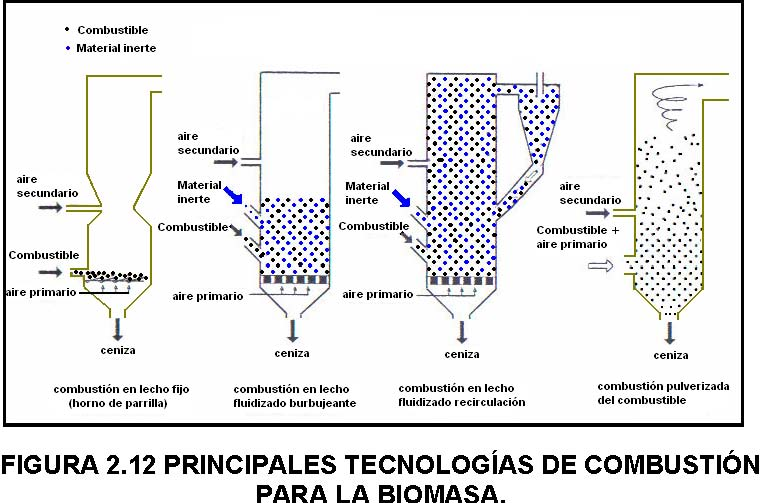 Combustible
Material inerte
aire
secundario
Combustible
aire primario
ceniza
combustión en lecho fijo
(horno de parrilla)
aire
secundario
Material
inerte
Combustible
aire primario
ceniza
combustión en lecho
fluidizado burbujeante
aire
secundario
Material
inerte
Combustible
aire primario
ceniza
combustión en lecho
fluidizado recirculación
aire
secundario
Combustible +
aire primario
ceniza
combustión pulverizada
del combustible
FIGURA 2.12 PRINCIPALES TECNOLOGÍAS DE COMBUSTIÓN
PARA LA BIOMASA.